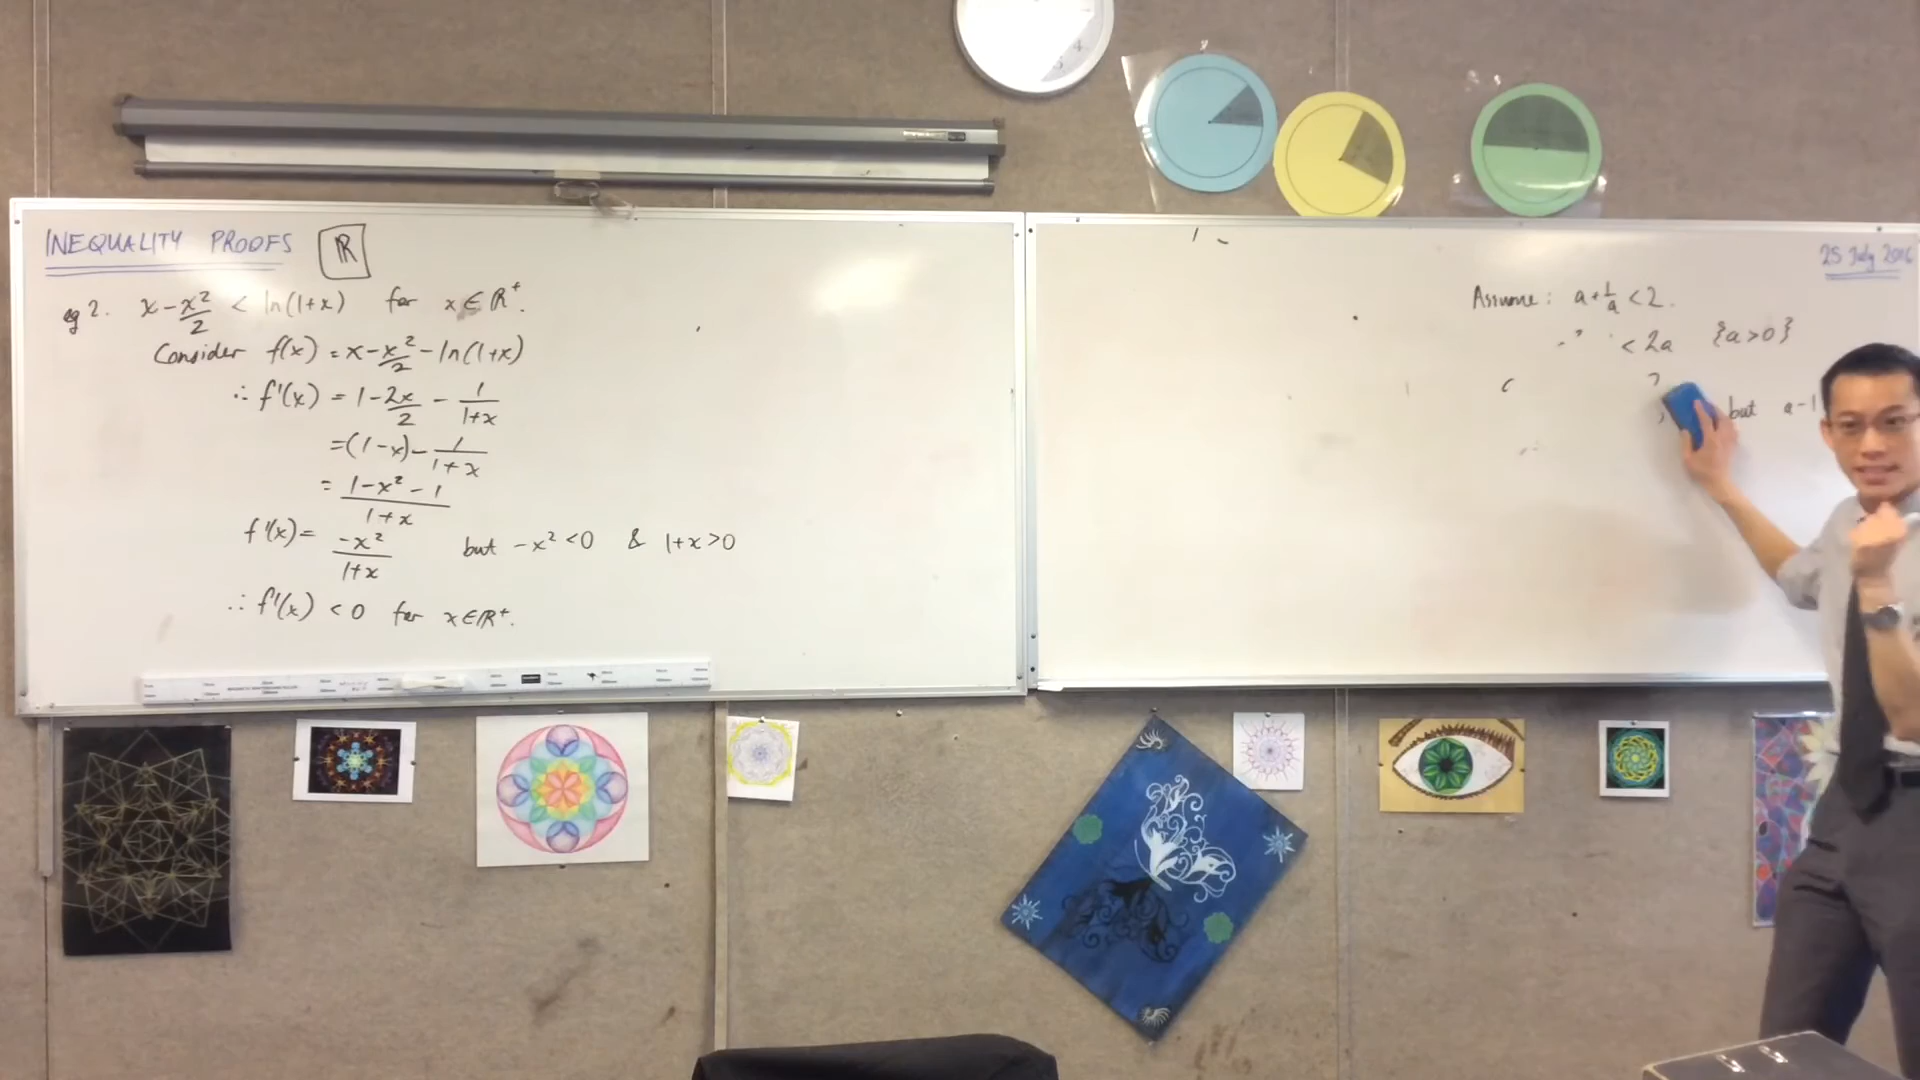 INEQUALITY PROOFS ℝ
eg 2. x - x²/2 < ln(1+x) for x ∈ ℝ⁺.
Consider f(x) = x - x²/2 - ln(1+x)
∴ f'(x) = 1 - 2x/2 - 1/(1+x)
= (1-x) - 1/(1+x)
= (1-x²-1)/(1+x)
f'(x) = -x²/(1+x) but -x² < 0 & 1+x > 0
∴ f'(x) < 0 for x ∈ ℝ⁺.
25 July 2016
Assume: a + 1/a < 2.
< 2a {a>0}
but a-1